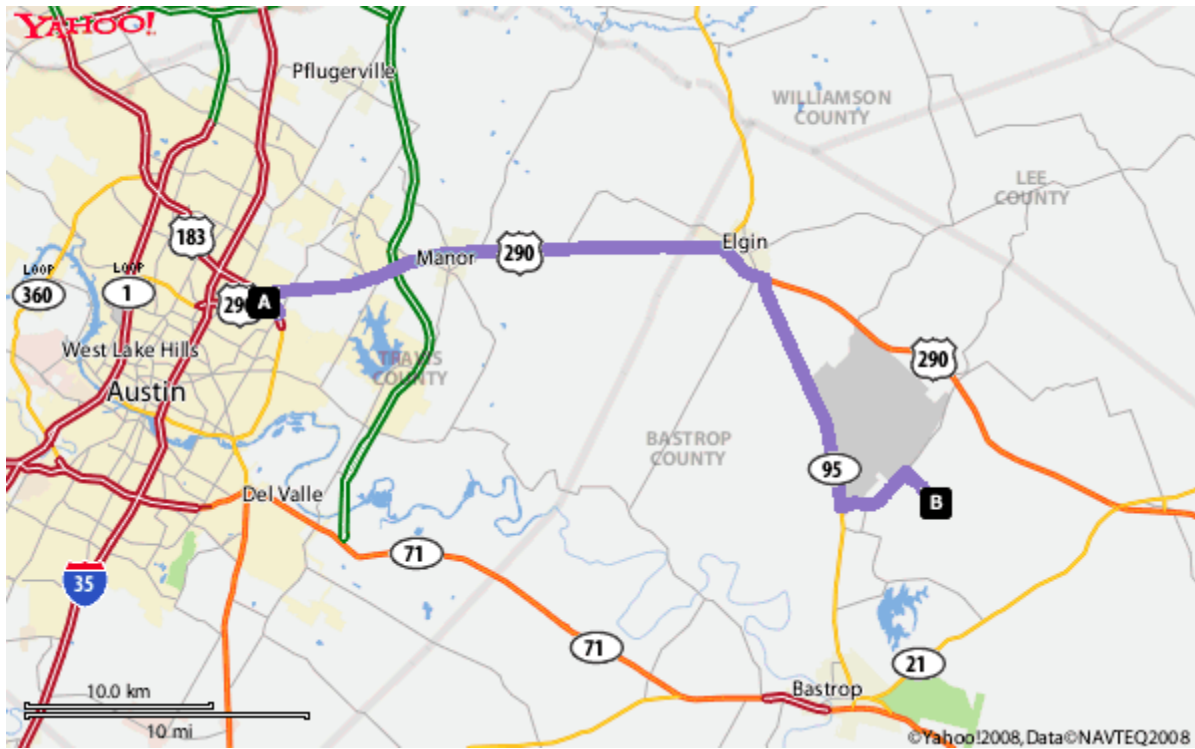 YAHOO!
Pflugerville
WILLIAMSON
COUNTY
LEE
COUNTY
183
Elgin
Manor
290
LOOP
360
LOOP
1
290
A
290
West Lake Hills
TRAVIS
COUNTY
Austin
BASTROP
COUNTY
95
B
Del Valle
71
35
71
21
Bastrop
10.0 km
10 mi
©Yahoo!2008, Data©NAVTEQ2008